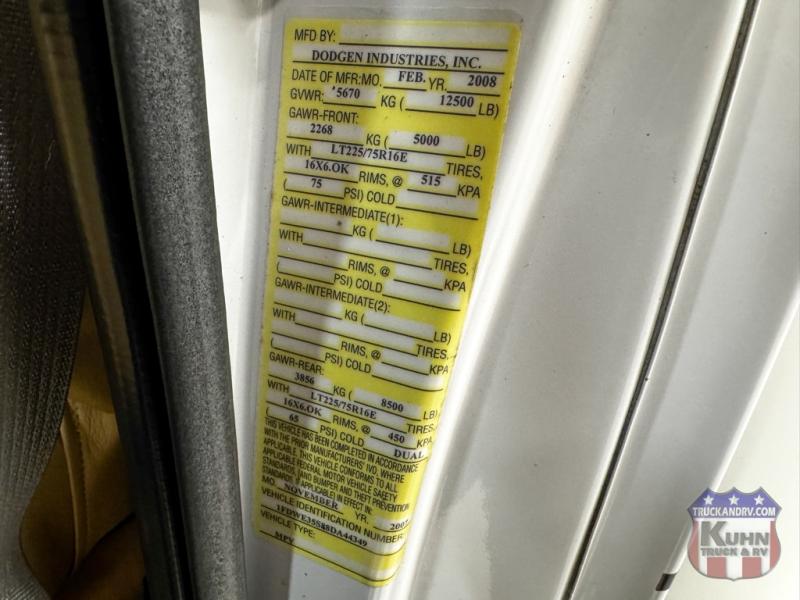 MFD BY:
DODGEN INDUSTRIES, INC.
DATE OF MFR:MO. FEB. YR. 2008
GVWR: 5670 KG ( 12500 LB)
GAWR-FRONT:
2268 KG ( 5000 LB)
WITH LT225/75R16E TIRES,
16X6.OK RIMS, @ 515 KPA
( 75 PSI) COLD
GAWR-INTERMEDIATE(1):
KG ( LB)
WITH TIRES,
RIMS, @ KPA
( PSI) COLD
GAWR-INTERMEDIATE(2):
KG ( LB)
WITH TIRES,
RIMS, @ KPA
( PSI) COLD
GAWR-REAR:
3856 KG ( 8500 LB)
WITH LT225/75R16E TIRES,
16X6.OK RIMS, @ 450 KPA
( 65 PSI) COLD DUAL
THIS VEHICLE HAS BEEN COMPLETED IN ACCORDANCE
WITH THE PRIOR MANUFACTURERS' IVD, WHERE
APPLICABLE. THIS VEHICLE CONFORMS TO ALL
APPLICABLE FEDERAL MOTOR VEHICLE SAFETY
STANDARDS, (AND BUMPER AND THEFT PREVENTION
STANDARDS IF APPLICABLE) IN EFFECT IN:
MO. NOVEMBER YR. 2007
VEHICLE IDENTIFICATION NUMBER:
VEHICLE TYPE:
MPV
TRUCKANDRV.COM
KUHN
TRUCK & RV